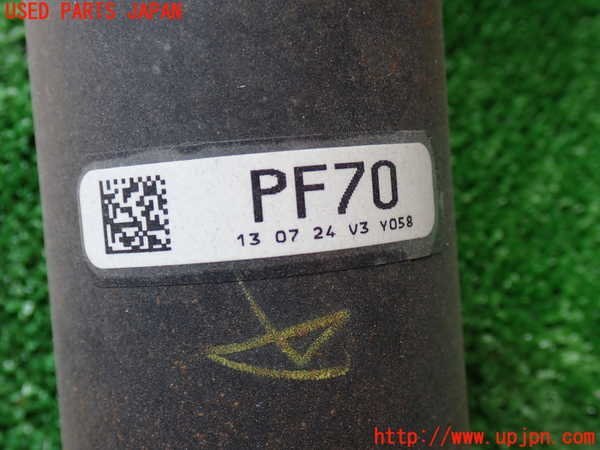 USED PARTS JAPAN
PF70
13 07 24 V3 Y058
http://www.upjpn.com/